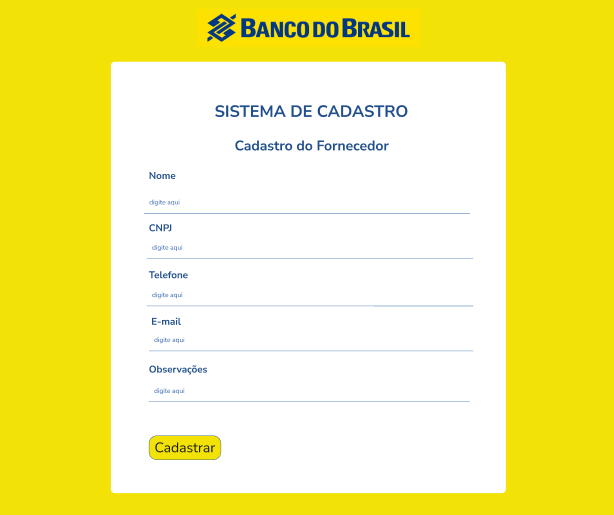 BANCO DO BRASIL
SISTEMA DE CADASTRO
Cadastro do Fornecedor
Nome
digite aqui
CNPJ
digite aqui
Telefone
digite aqui
E-mail
digite aqui
Observações
digite aqui
Cadastrar